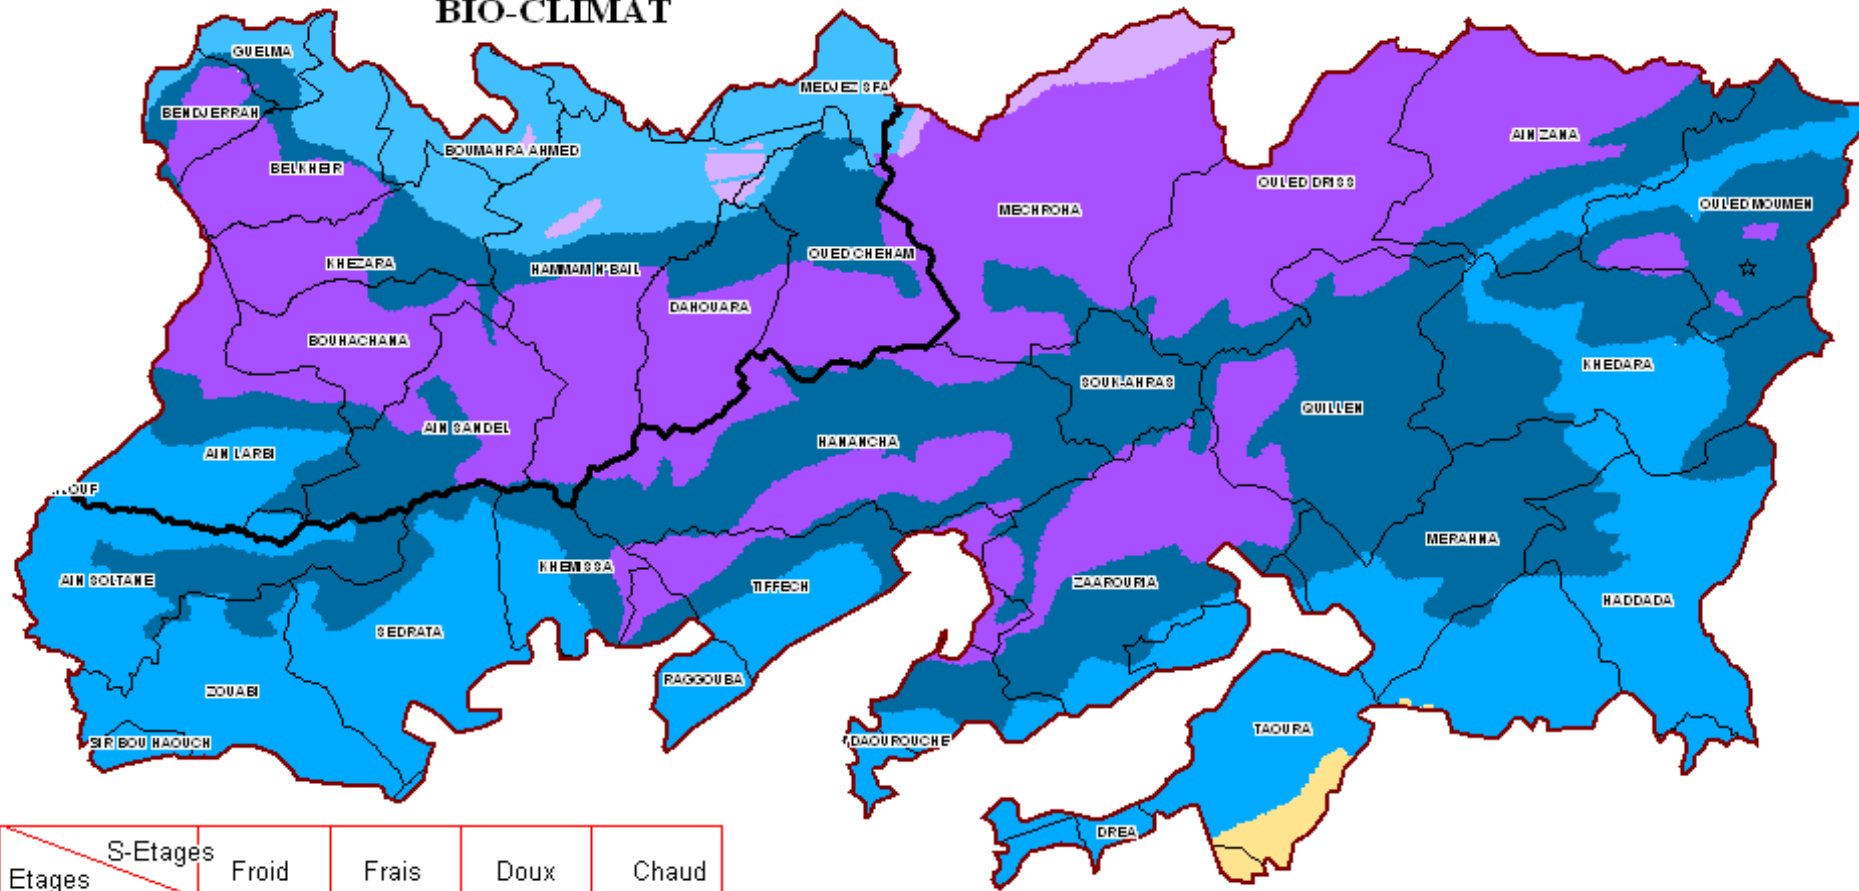 BIO-CLIMAT
GUELMA
MEDJEZ SFA
BENDJERRAH
AIN ZANA
BOUMAHRA AHMED
BELKHEIR
OULED DRISS
OULED MOUMEN
MECHROHA
OUED CHEHAM
KHEZARA
HAMMAM N'BAIL
DAHOUARA
BOUHACHANA
KHEDARA
SOUK-AHRAS
QUILLEN
AIN SANDEL
HANANCHA
AIN LARBI
MERAHNA
KHEMISSA
AIN SOLTANE
ZAAROURIA
TIFFECH
HADDADA
SEDRATA
RAGGOUBA
ZOUABI
TAOURA
SIR BOU HAOUCH
DAOUROUCHE
DREA
S-Etages
Froid
Frais
Doux
Chaud
Etages